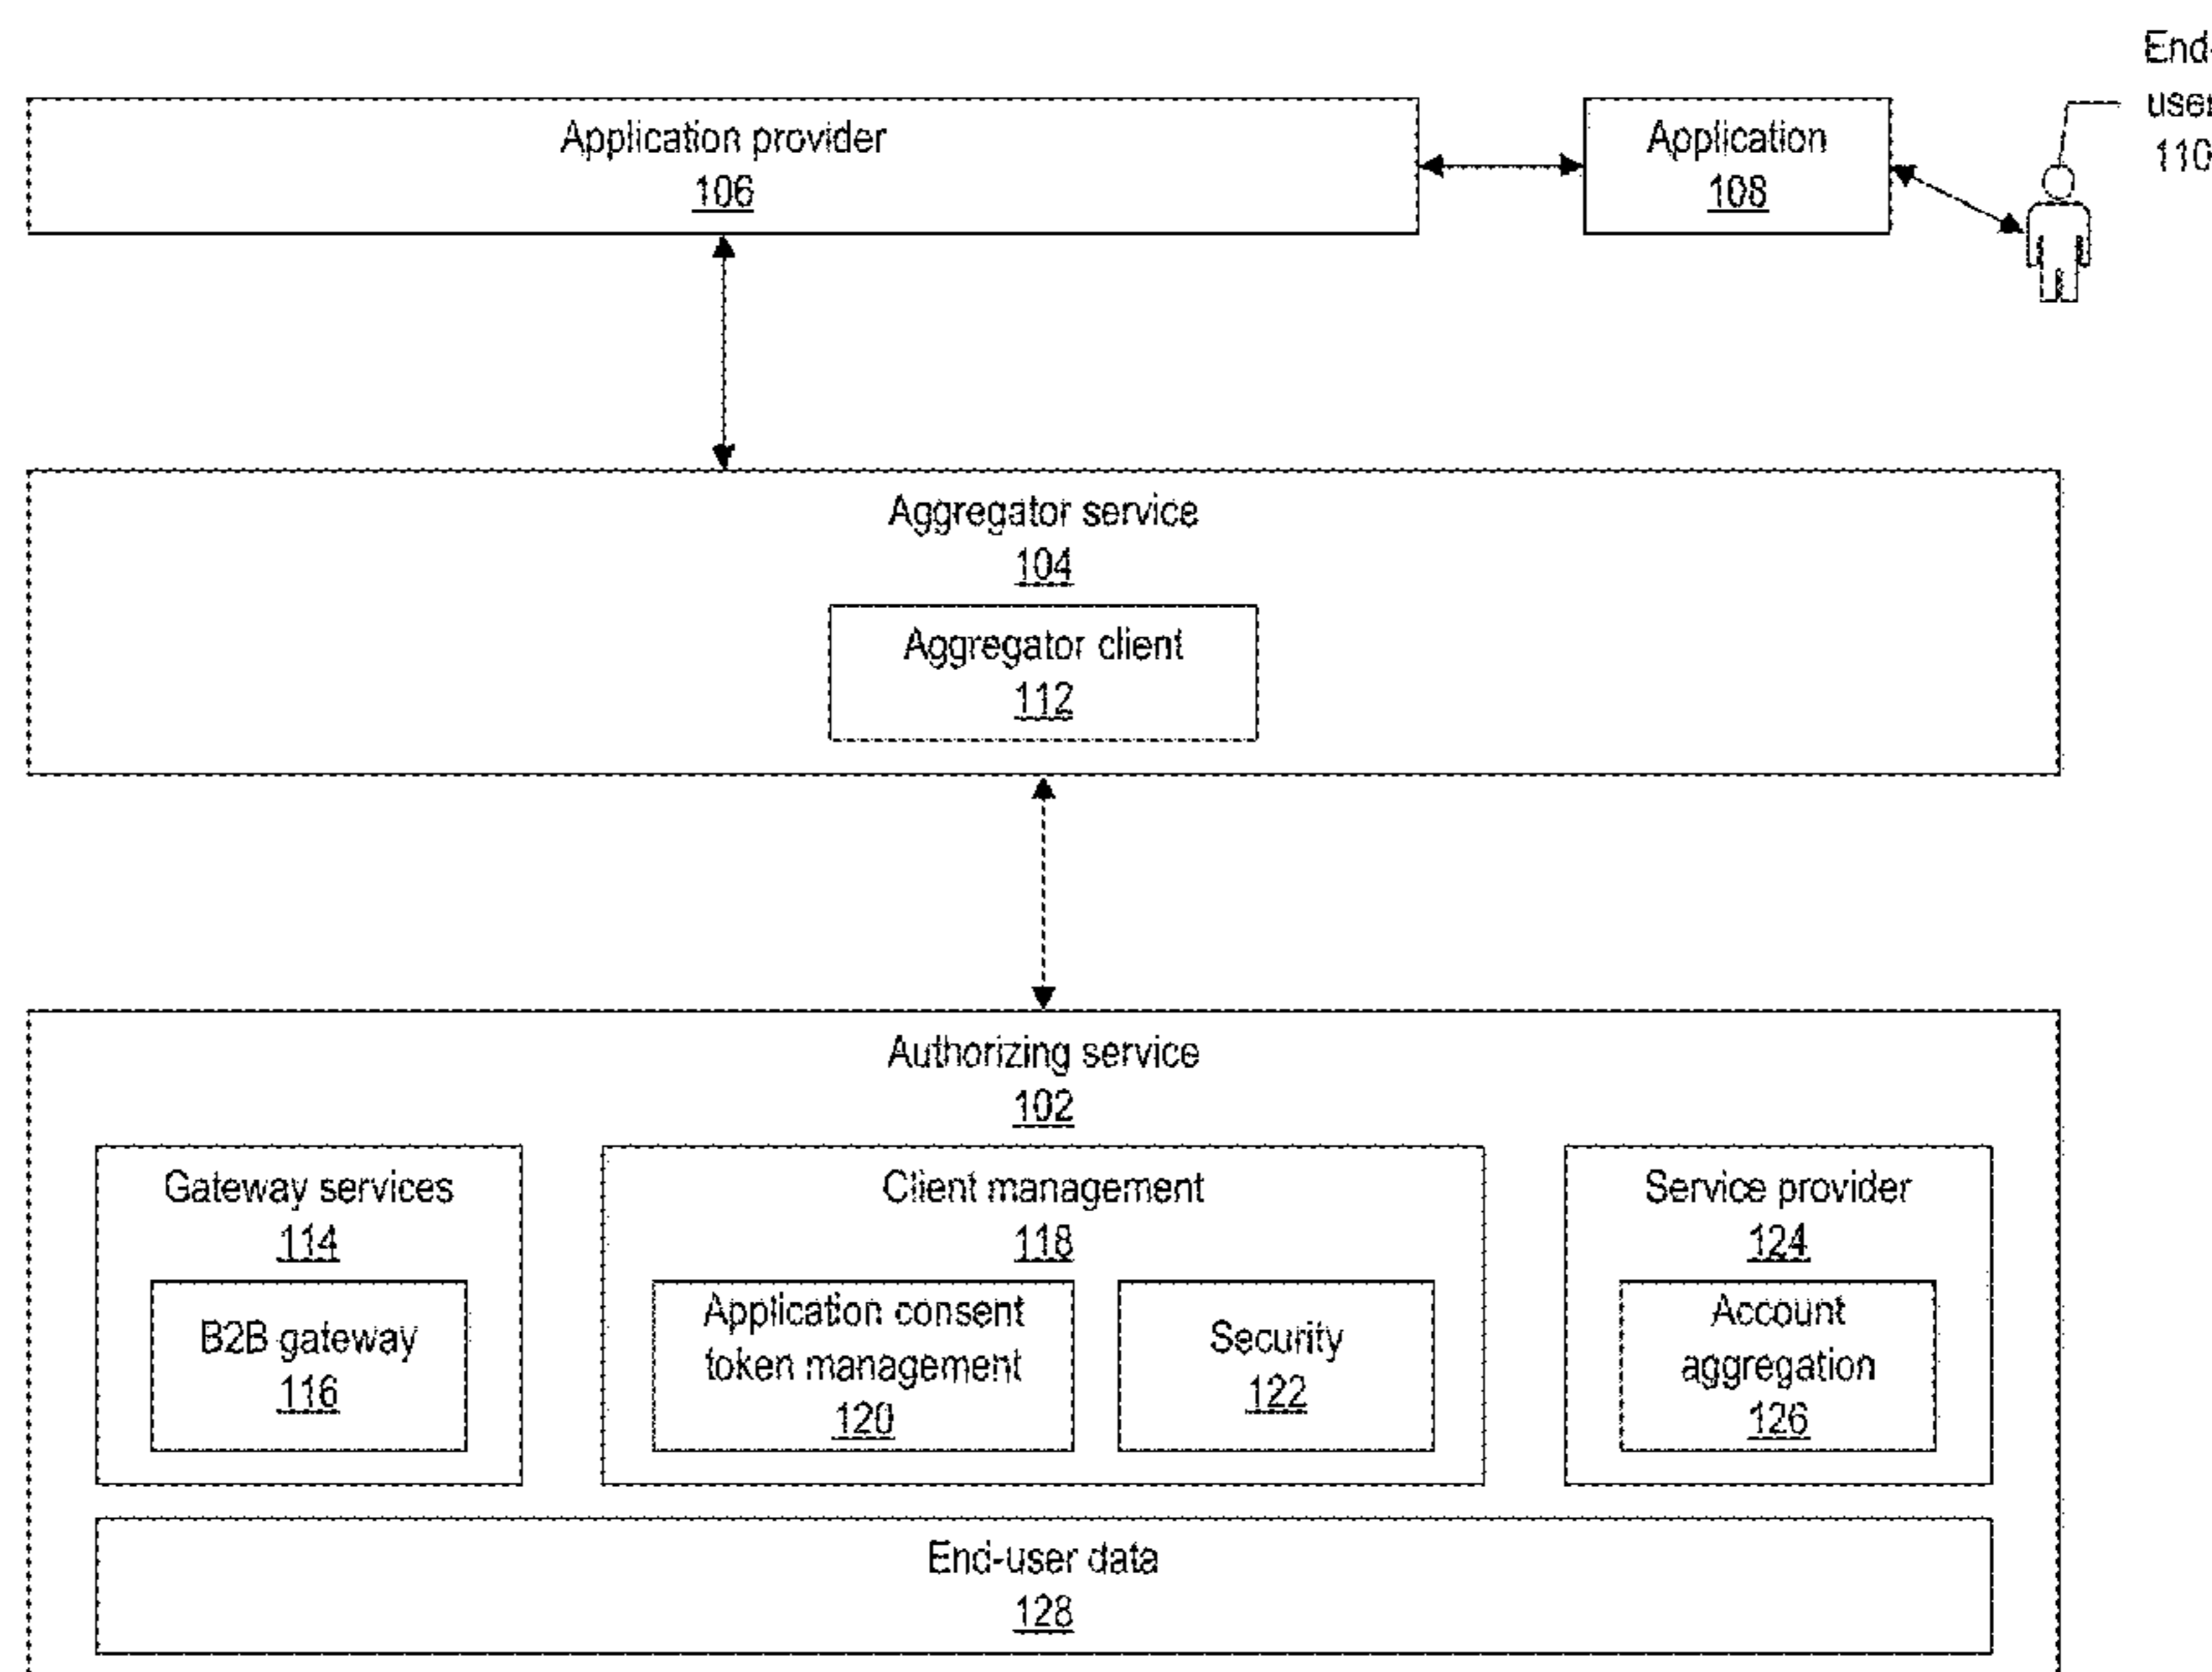 End-
user
110
Application provider
106
Application
108
Aggregator service
104
Aggregator client
112
Authorizing service
102
Gateway services
114
B2B gateway
116
Client management
118
Application consent
token management
120
Security
122
Service provider
124
Account
aggregation
126
End-user data
128